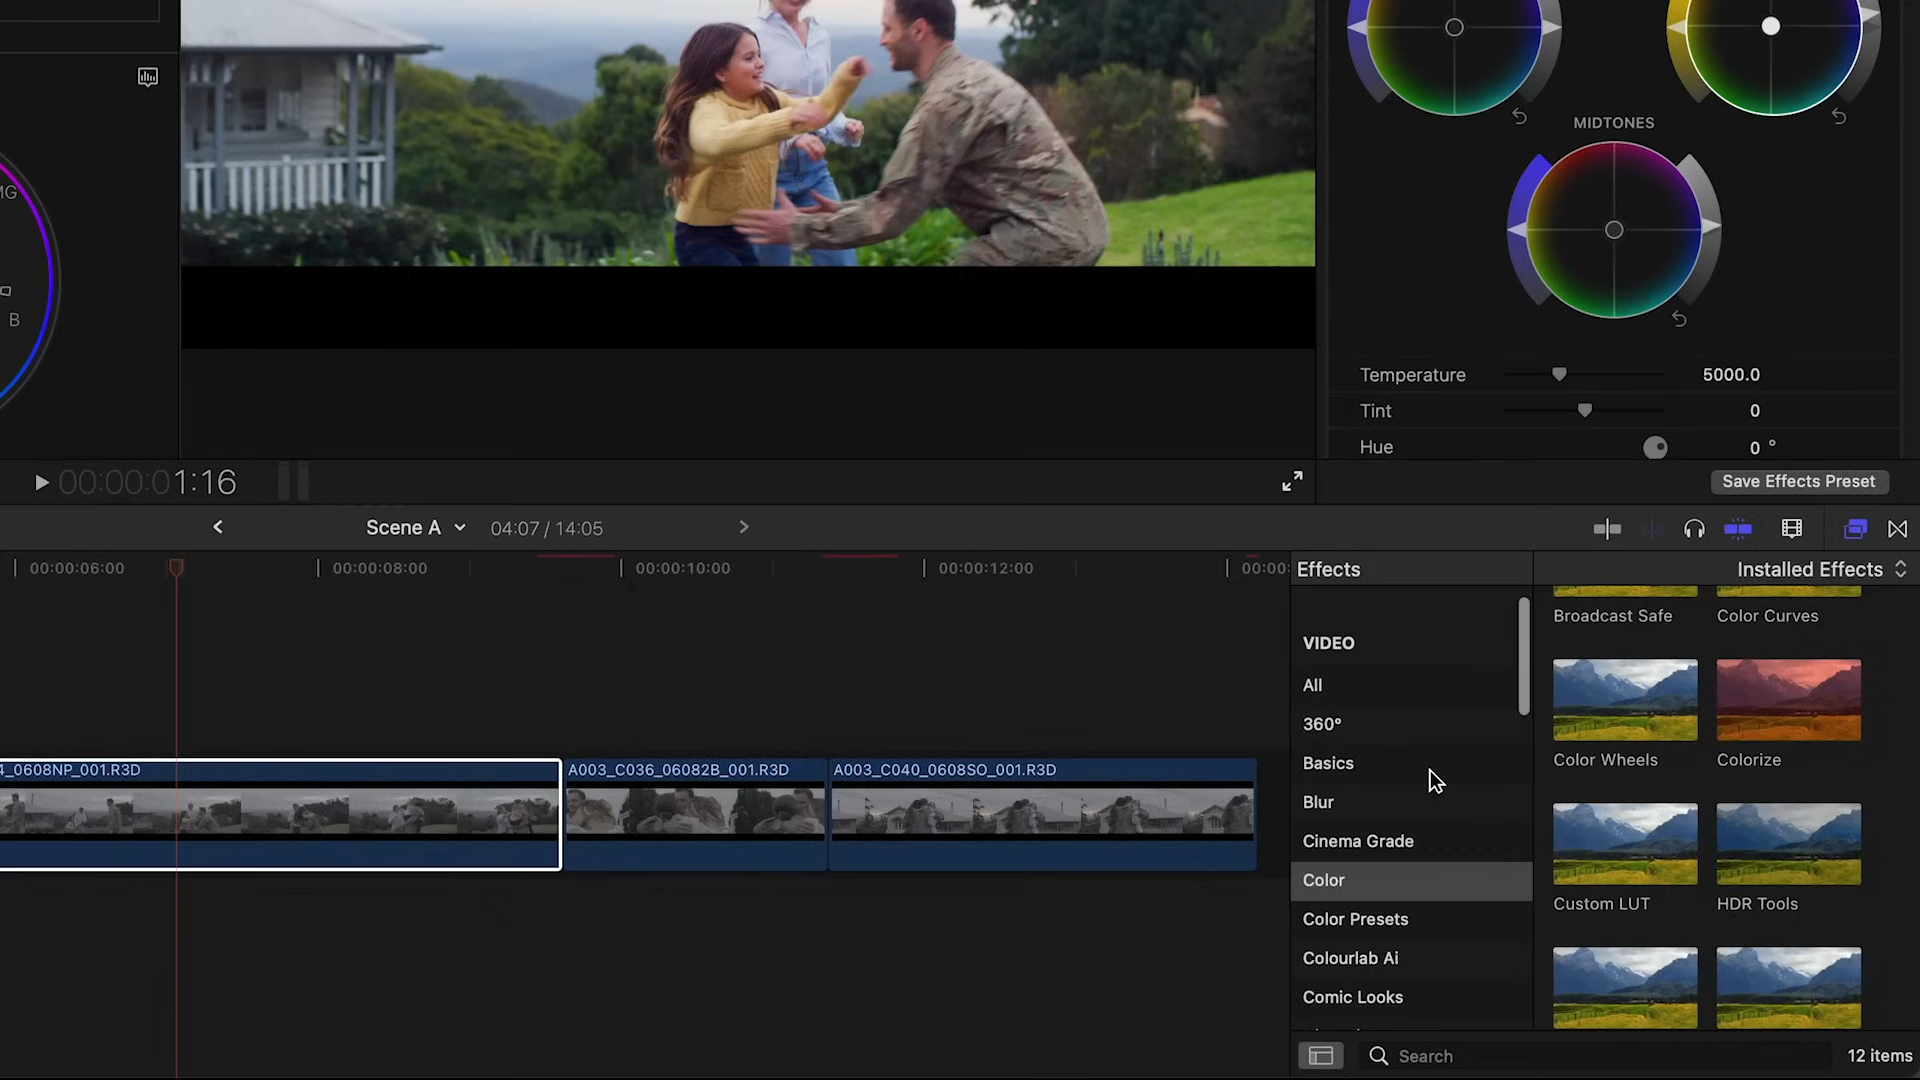 MG
B
MIDTONES
Temperature 5000.0
Tint 0
Hue 0 °
00:00:01:16
Save Effects Preset
Scene A 04:07 / 14:05
00:00:06:00 00:00:08:00 00:00:10:00 00:00:12:00 00:00:
Effects
Installed Effects
VIDEO
All
360°
Basics
Blur
Cinema Grade
Color
Color Presets
Colourlab Ai
Comic Looks
Broadcast Safe Color Curves
Color Wheels Colorize
Custom LUT HDR Tools
4_0608NP_001.R3D A003_C036_06082B_001.R3D A003_C040_0608SO_001.R3D
Search
12 items